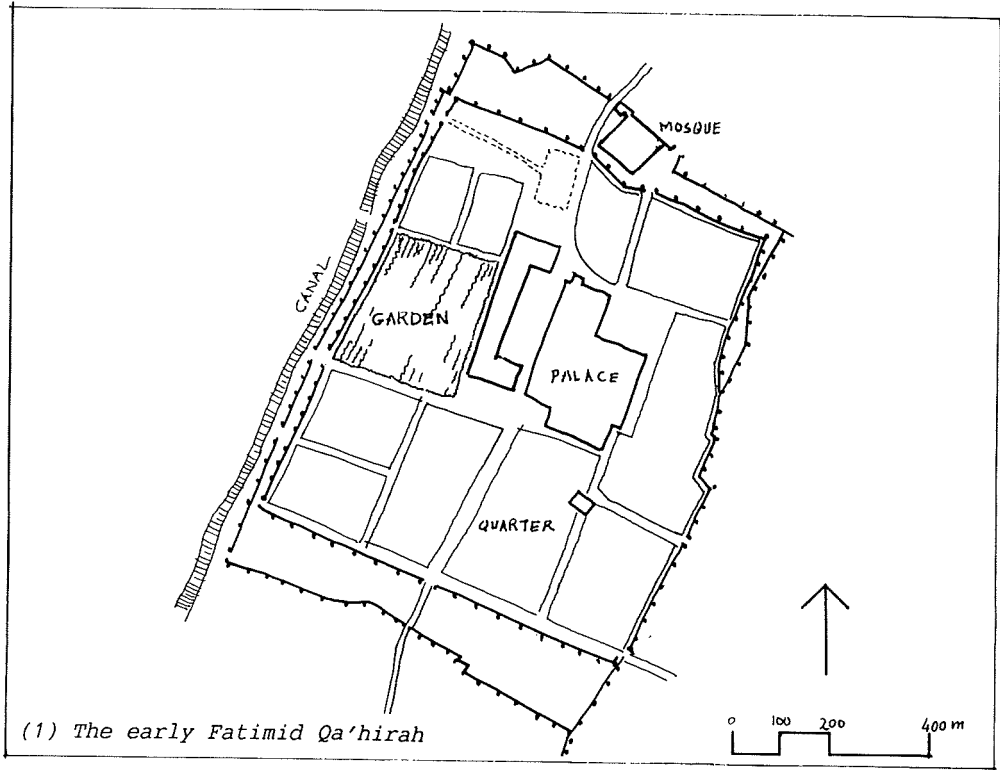 MOSQUE
CANAL
GARDEN
PALACE
QUARTER
0 100 200 400 m
(1) The early Fatimid Qa'hirah